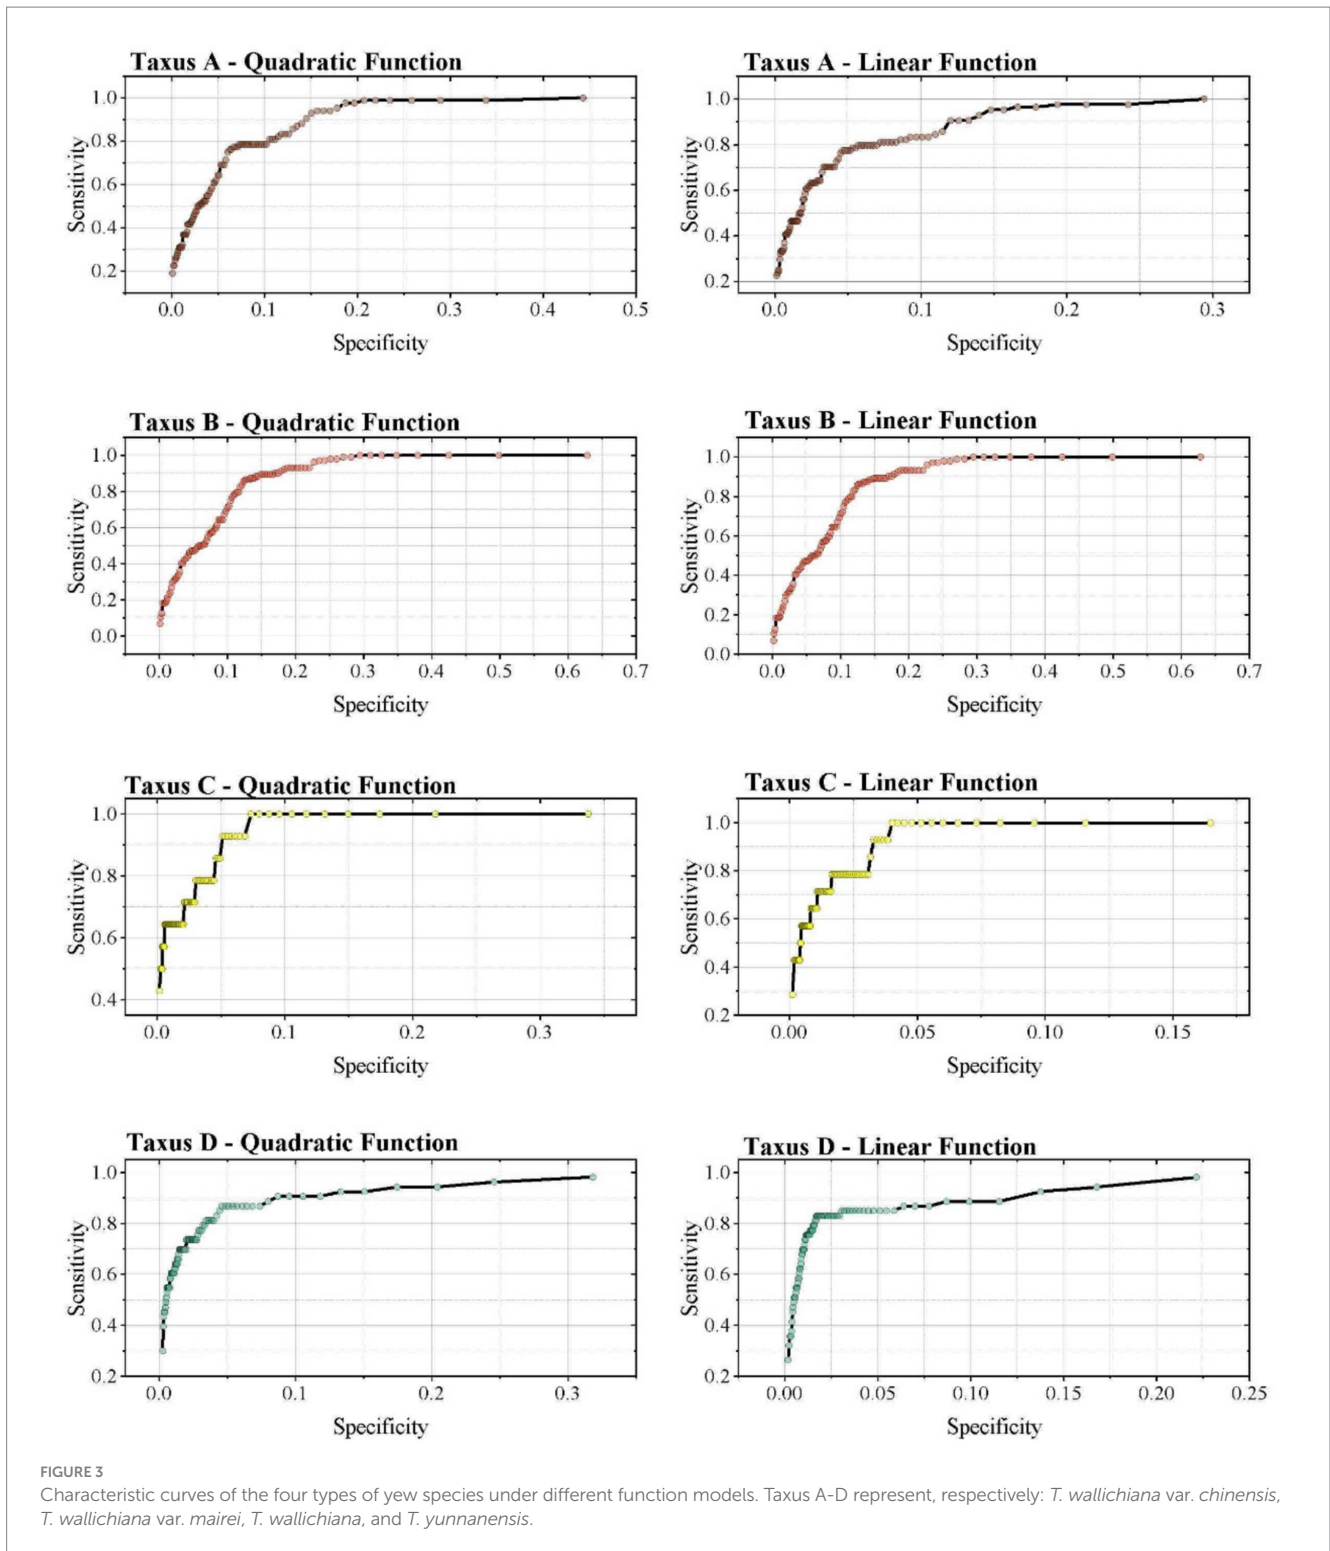 Taxus A - Quadratic Function
Sensitivity
1.0
0.8
0.6
0.4
0.2
0.0 0.1 0.2 0.3 0.4 0.5
Specificity
Taxus A - Linear Function
Sensitivity
1.0
0.8
0.6
0.4
0.2
0.0 0.1 0.2 0.3
Specificity
Taxus B - Quadratic Function
Sensitivity
1.0
0.8
0.6
0.4
0.2
0.0
0.0 0.1 0.2 0.3 0.4 0.5 0.6 0.7
Specificity
Taxus B - Linear Function
Sensitivity
1.0
0.8
0.6
0.4
0.2
0.0
0.0 0.1 0.2 0.3 0.4 0.5 0.6 0.7
Specificity
Taxus C - Quadratic Function
Sensitivity
1.0
0.8
0.6
0.4
0.0 0.1 0.2 0.3
Specificity
Taxus C - Linear Function
Sensitivity
1.0
0.8
0.6
0.4
0.2
0.00 0.05 0.10 0.15
Specificity
Taxus D - Quadratic Function
Sensitivity
1.0
0.8
0.6
0.4
0.2
0.0 0.1 0.2 0.3
Specificity
Taxus D - Linear Function
Sensitivity
1.0
0.8
0.6
0.4
0.2
0.00 0.05 0.10 0.15 0.20 0.25
Specificity
FIGURE 3
Characteristic curves of the four types of yew species under different function models. Taxus A-D represent, respectively: T. wallichiana var. chinensis,
T. wallichiana var. mairei, T. wallichiana, and T. yunnanensis.